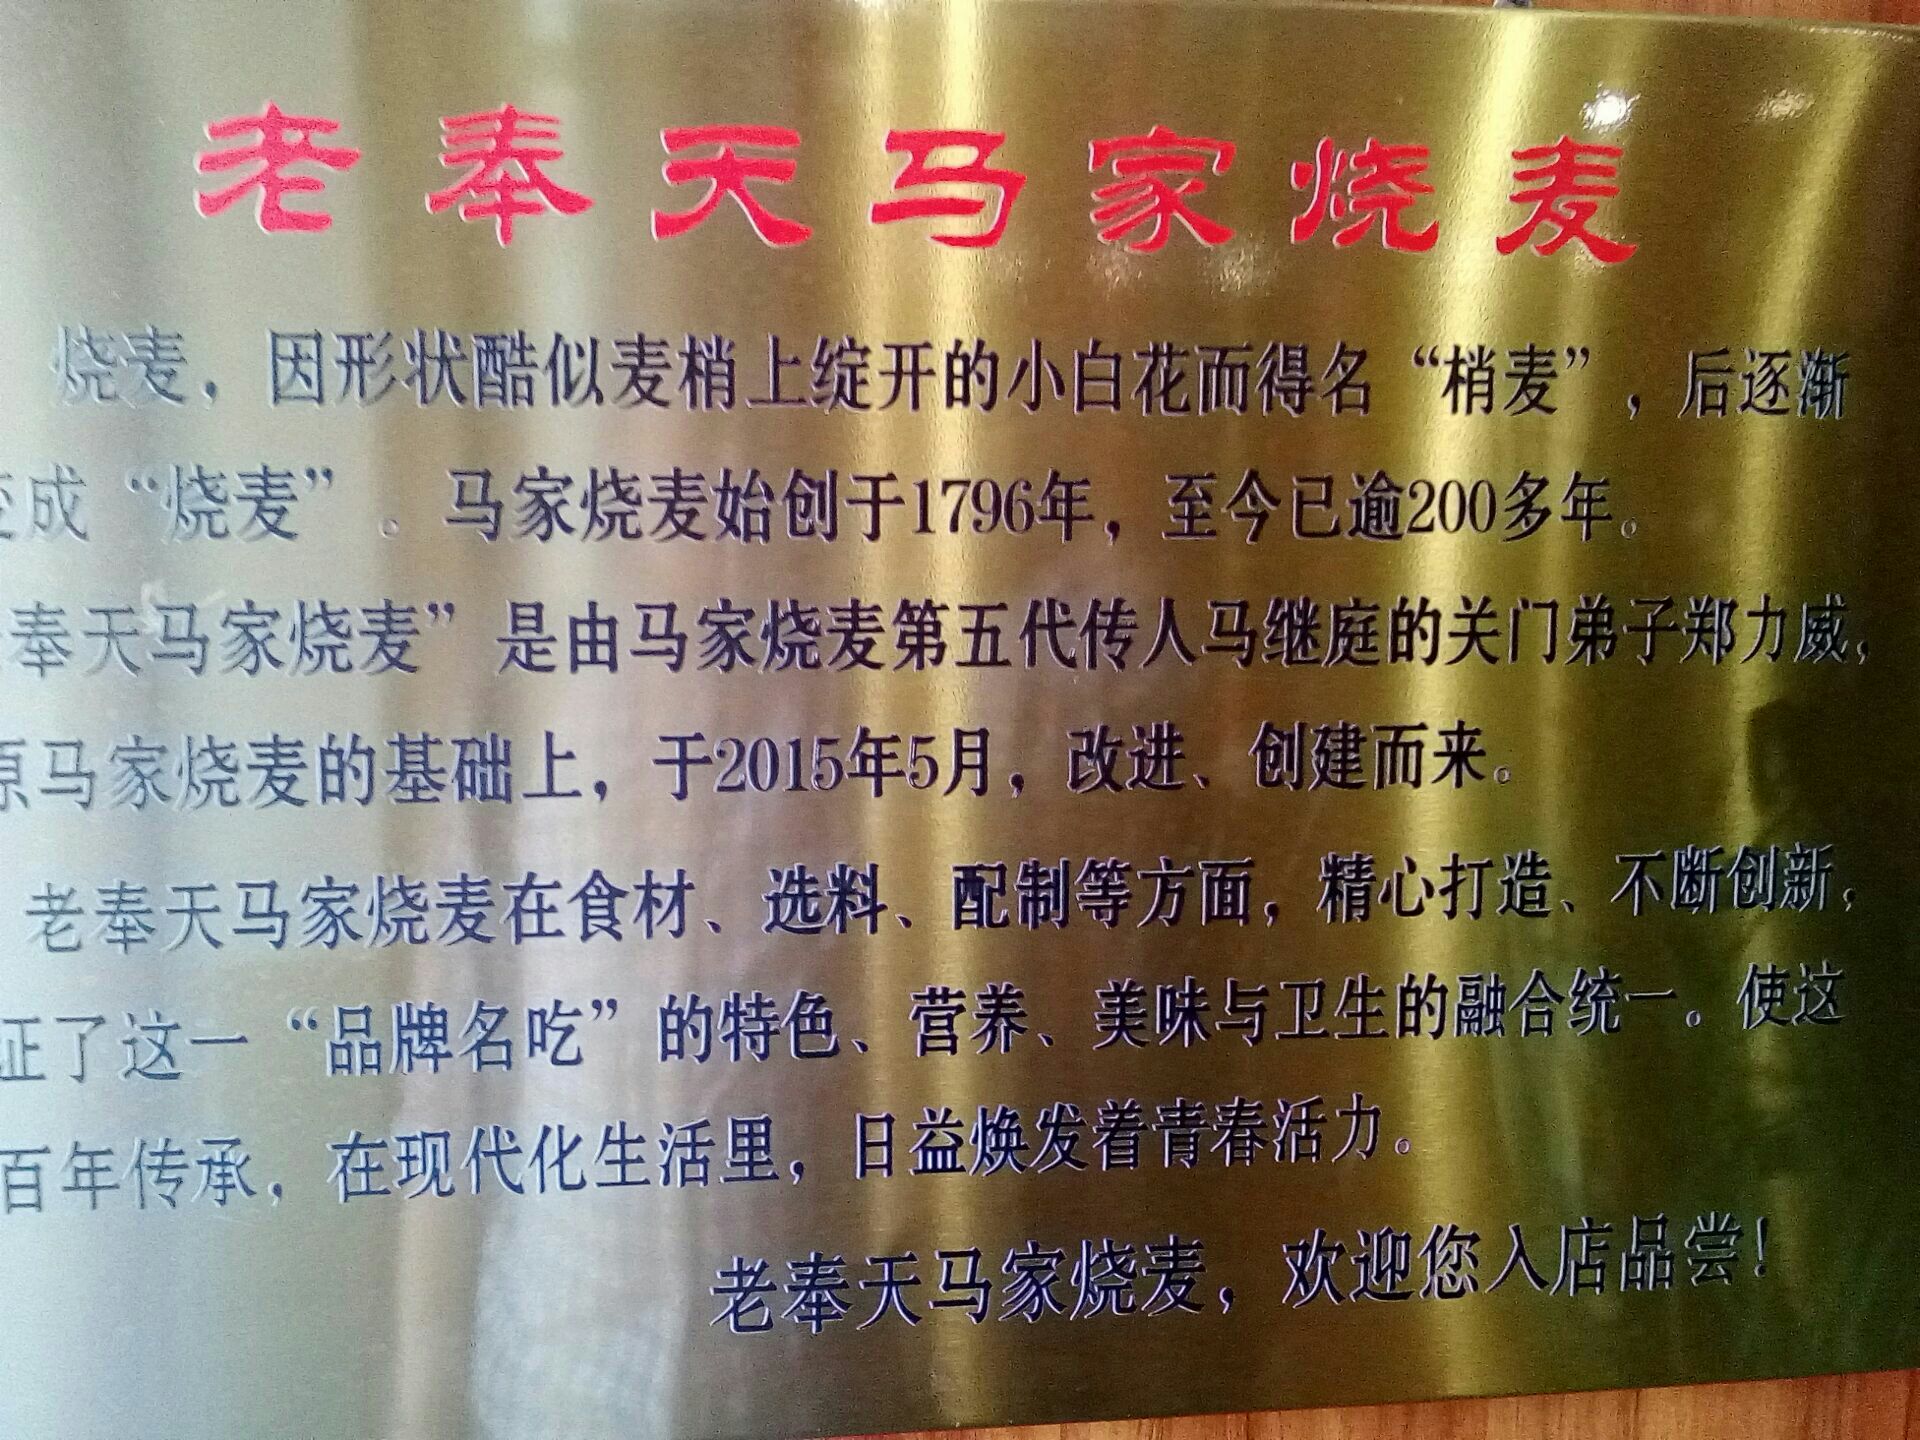 老奉天马家烧麦
烧麦，因形状酷似麦梢上绽开的小白花而得名“梢麦”，后逐渐
变成“烧麦”。马家烧麦始创于1796年，至今已逾200多年。
奉天马家烧麦”是由马家烧麦第五代传人马继庭的关门弟子郑力威，
原马家烧麦的基础上，于2015年5月，改进、创建而来。
老奉天马家烧麦在食材、选料、配制等方面，精心打造、不断创新，
证了这一“品牌名吃”的特色、营养、美味与卫生的融合统一。使这
百年传承，在现代化生活里，日益焕发着青春活力。
老奉天马家烧麦，欢迎您入店品尝！